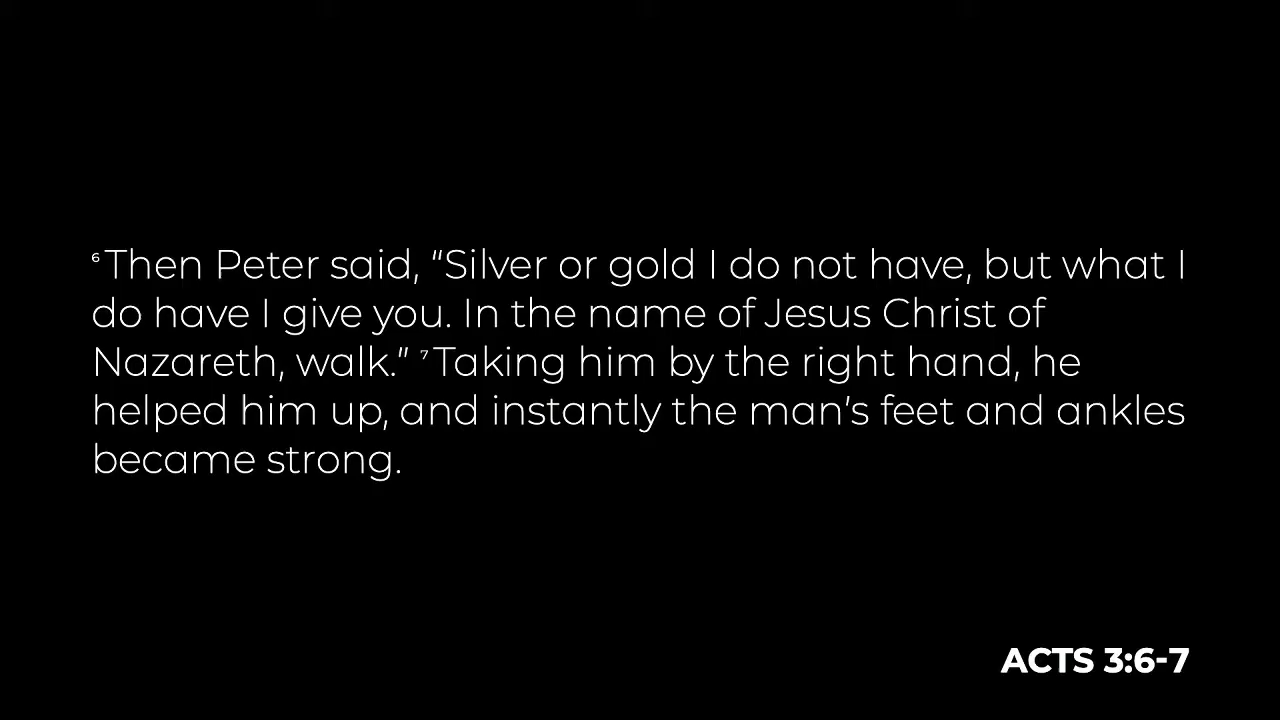 ⁶Then Peter said, “Silver or gold I do not have, but what I
do have I give you. In the name of Jesus Christ of
Nazareth, walk.” ⁷Taking him by the right hand, he
helped him up, and instantly the man’s feet and ankles
became strong.
ACTS 3:6-7